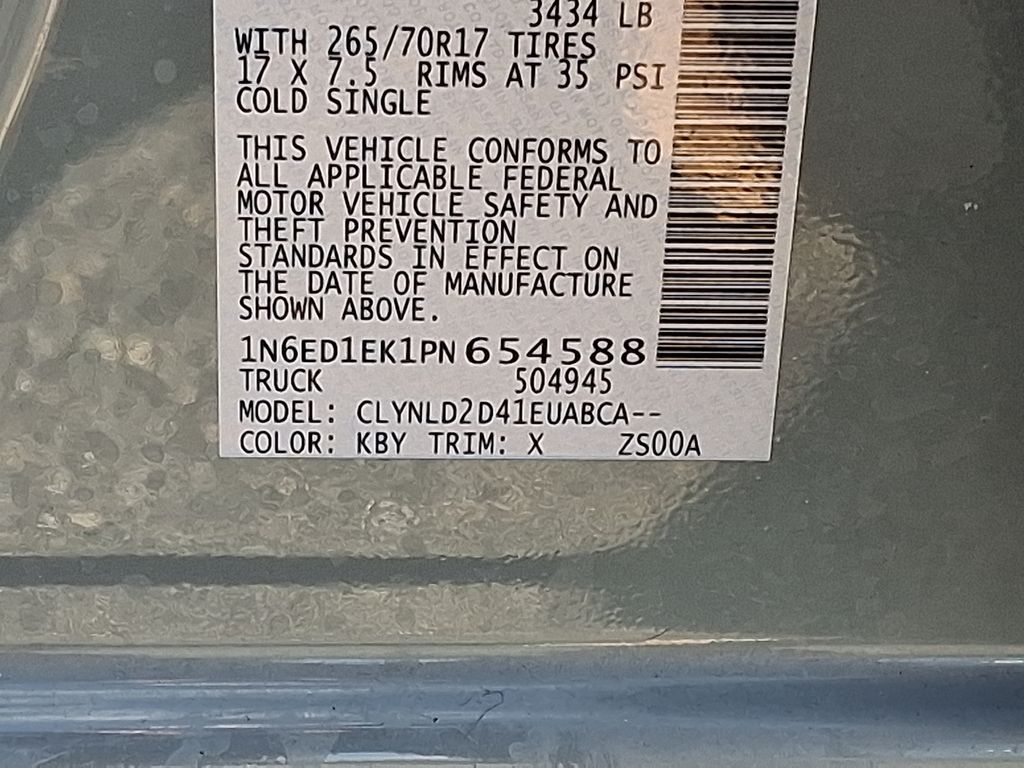 3434 LB
WITH 265/70R17 TIRES
17 X 7.5 RIMS AT 35 PSI
COLD SINGLE
THIS VEHICLE CONFORMS TO
ALL APPLICABLE FEDERAL
MOTOR VEHICLE SAFETY AND
THEFT PREVENTION
STANDARDS IN EFFECT ON
THE DATE OF MANUFACTURE
SHOWN ABOVE.
1N6ED1EK1PN654588
TRUCK 504945
MODEL: CLYNLD2D41EUABCA--
COLOR: KBY TRIM: X ZS00A